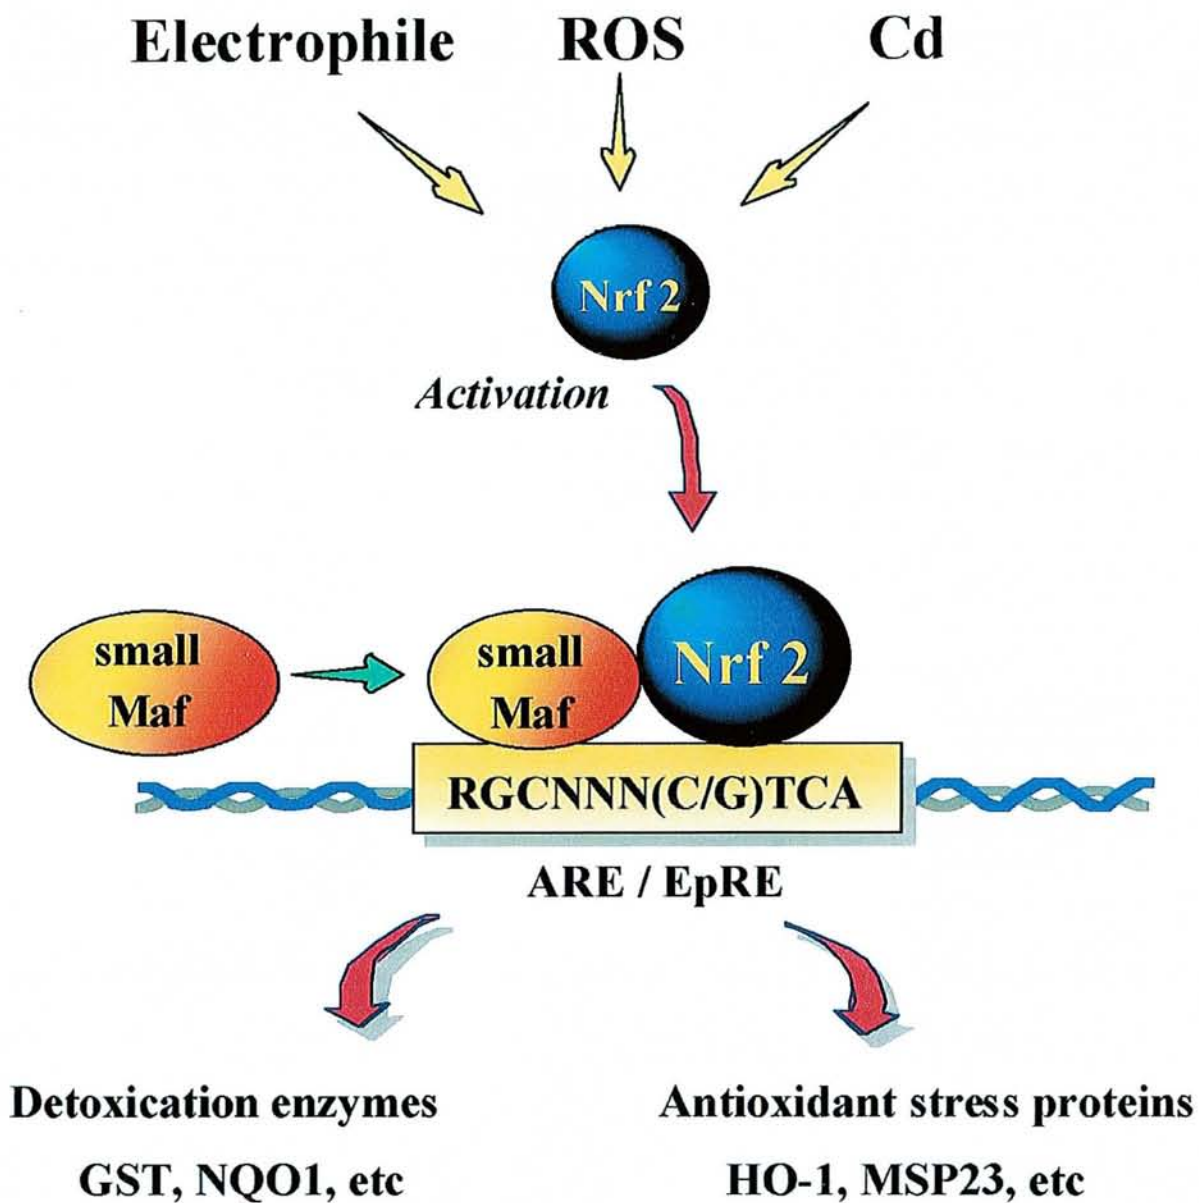 Electrophile ROS Cd
Nrf 2
Activation
small
Maf
small
Maf
Nrf 2
RGCNNN(C/G)TCA
ARE / EpRE
Detoxication enzymes
GST, NQO1, etc
Antioxidant stress proteins
HO-1, MSP23, etc